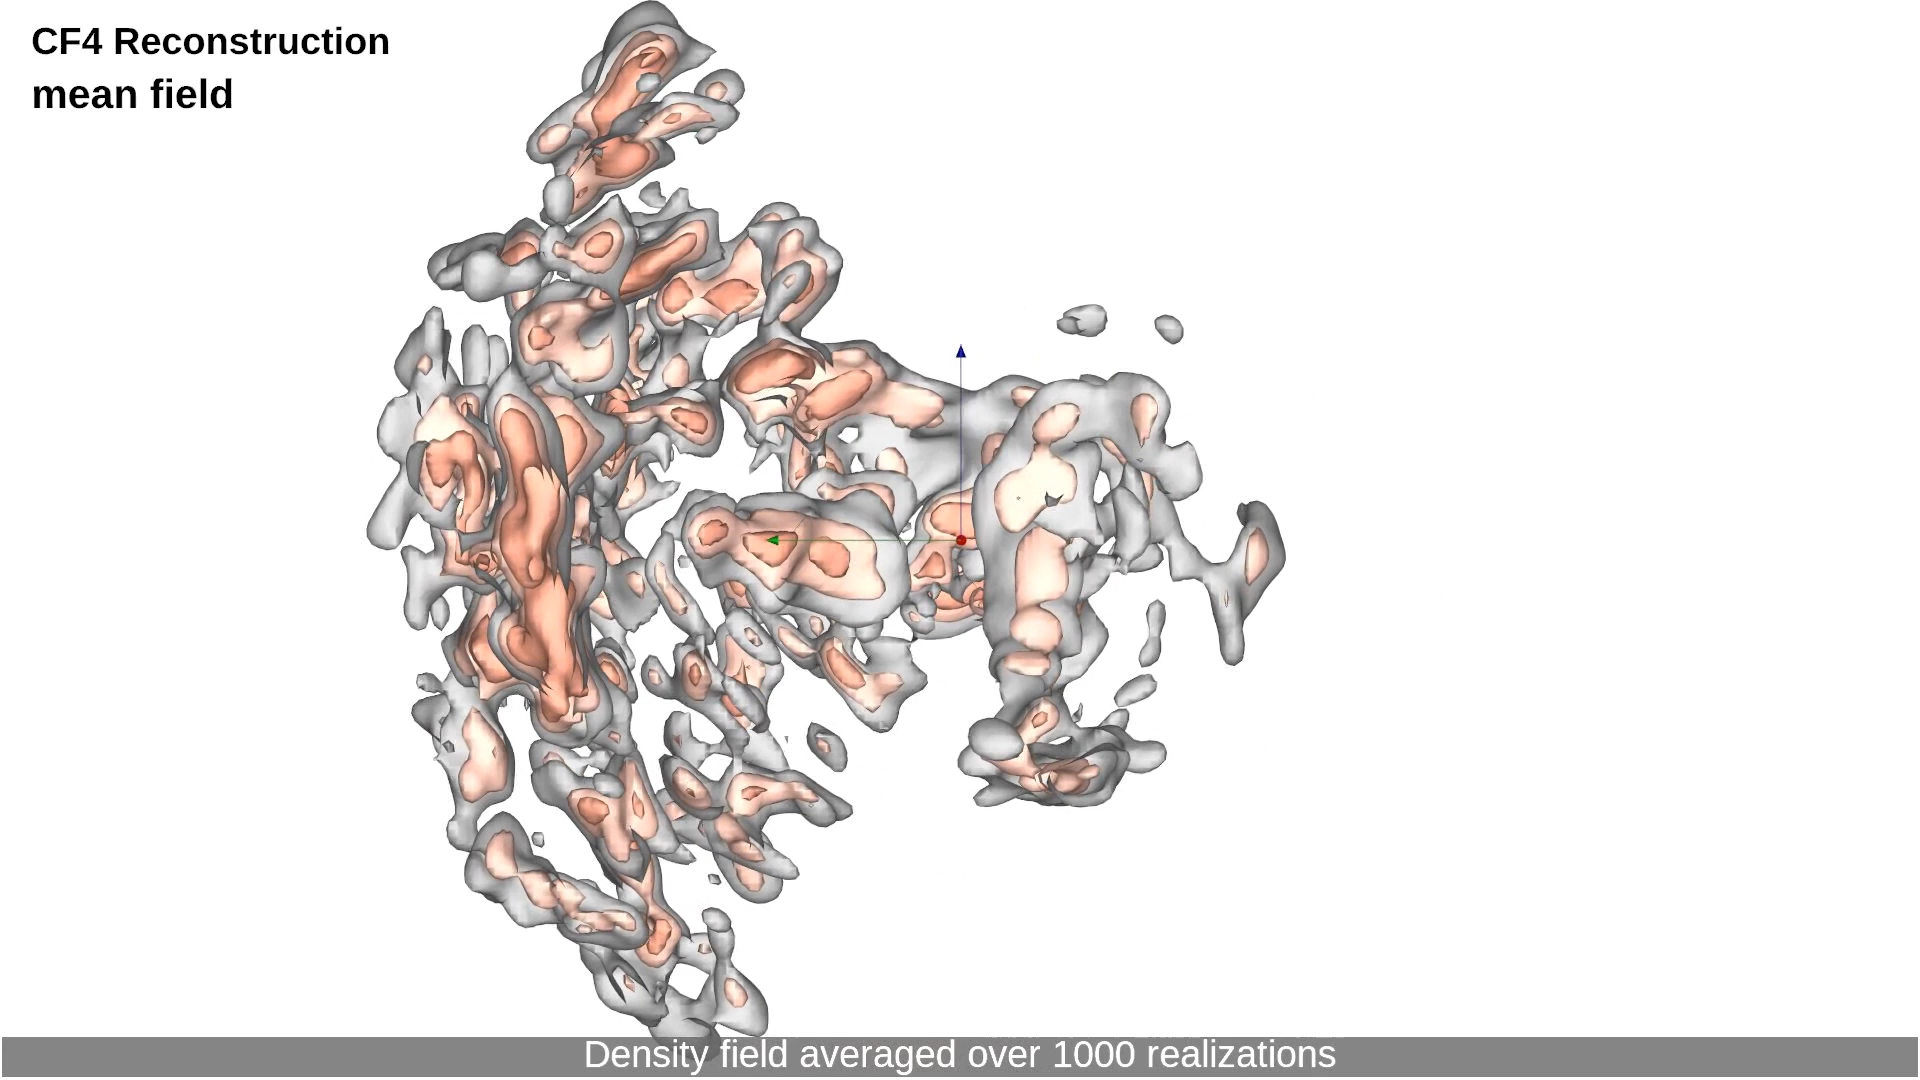 CF4 Reconstruction
mean field
Density field averaged over 1000 realizations